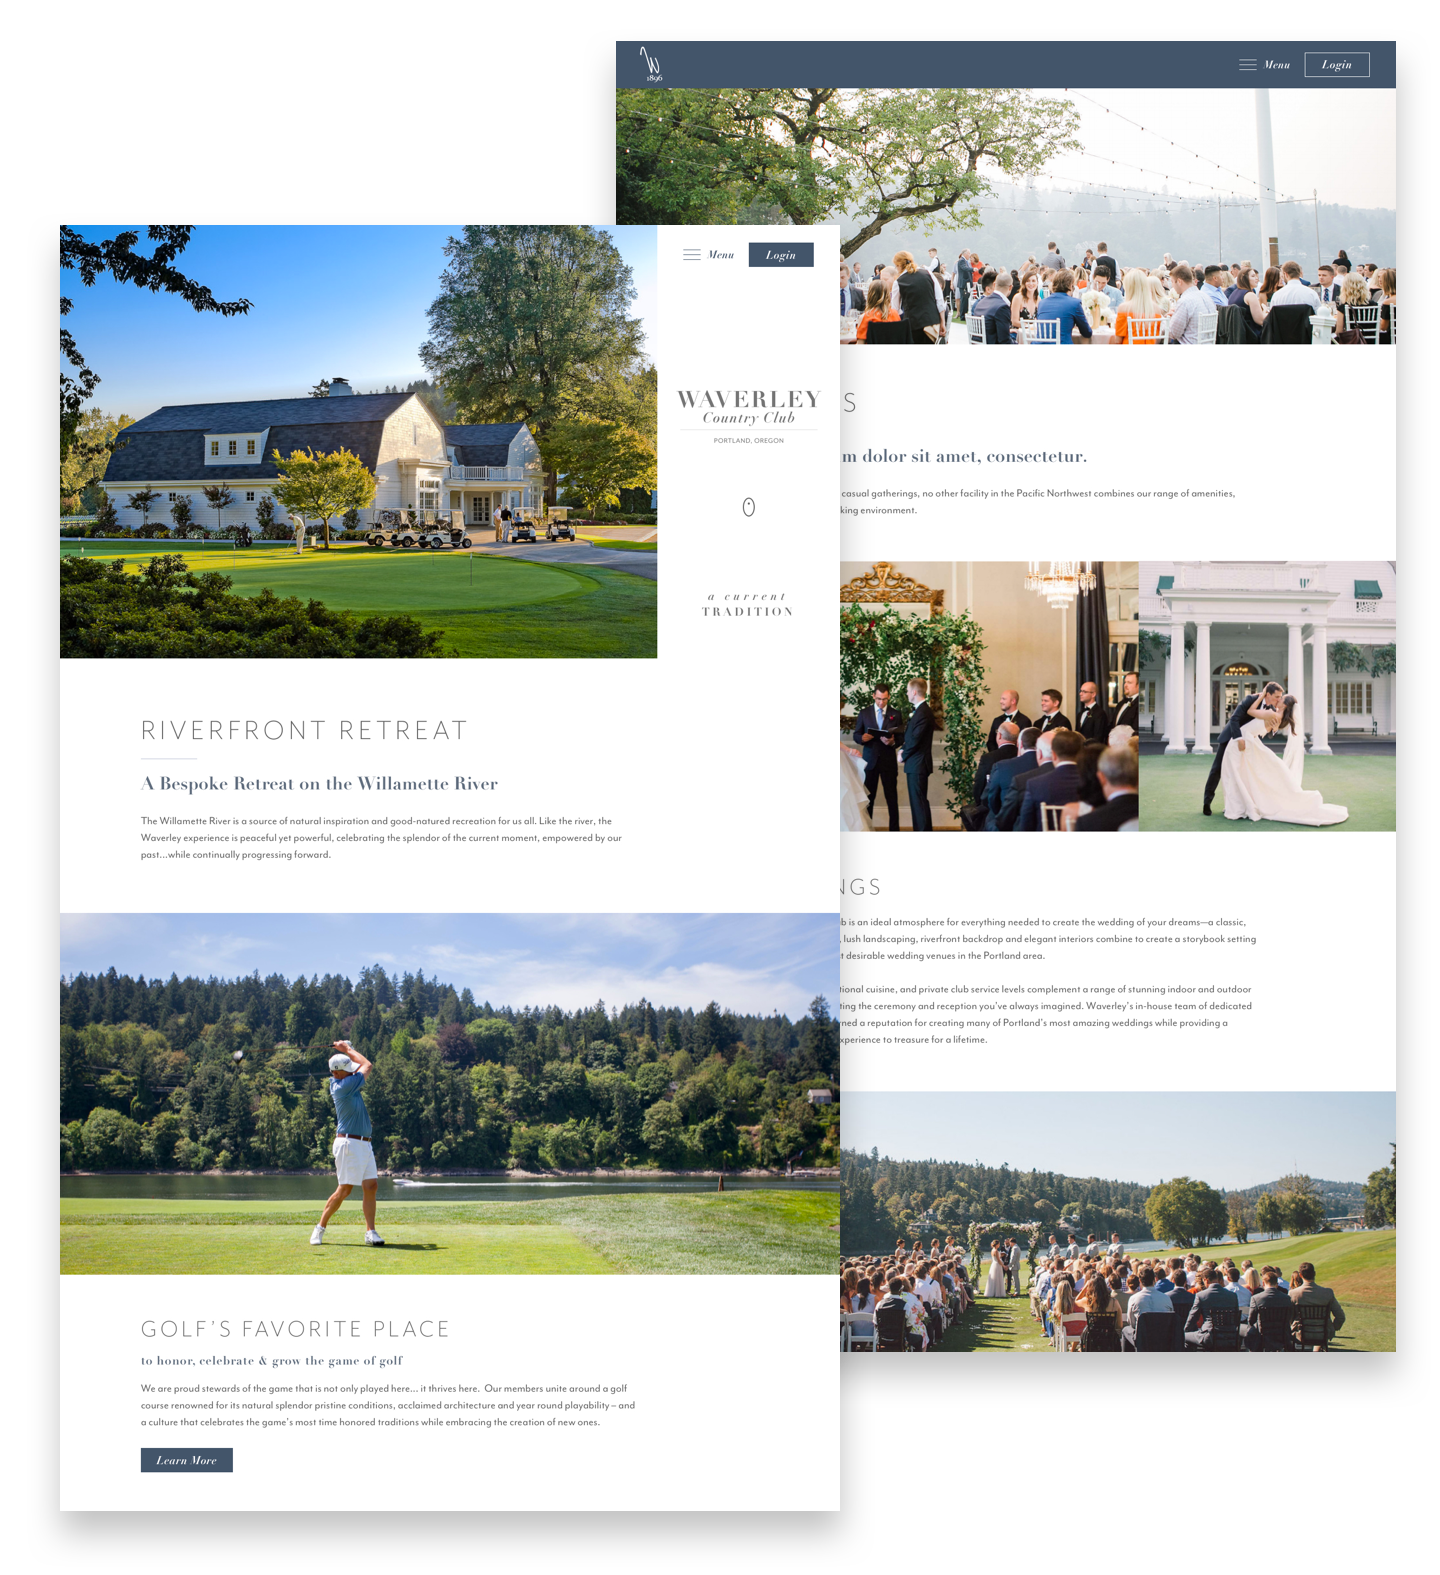 W
1896
Menu
Login
S
m dolor sit amet, consectetur.
casual gatherings, no other facility in the Pacific Northwest combines our range of amenities,
king environment.
NGS
b is an ideal atmosphere for everything needed to create the wedding of your dreams—a classic,
, lush landscaping, riverfront backdrop and elegant interiors combine to create a storybook setting
t desirable wedding venues in the Portland area.
tional cuisine, and private club service levels complement a range of stunning indoor and outdoor
ting the ceremony and reception you've always imagined. Waverley's in-house team of dedicated
rned a reputation for creating many of Portland's most amazing weddings while providing a
xperience to treasure for a lifetime.
Menu
Login
WAVERLEY
Country Club
PORTLAND, OREGON
a current
TRADITION
RIVERFRONT RETREAT
A Bespoke Retreat on the Willamette River
The Willamette River is a source of natural inspiration and good-natured recreation for us all. Like the river, the
Waverley experience is peaceful yet powerful, celebrating the splendor of the current moment, empowered by our
past...while continually progressing forward.
GOLF'S FAVORITE PLACE
to honor, celebrate & grow the game of golf
We are proud stewards of the game that is not only played here... it thrives here.  Our members unite around a golf
course renowned for its natural splendor pristine conditions, acclaimed architecture and year round playability – and
a culture that celebrates the game's most time honored traditions while embracing the creation of new ones.
Learn More